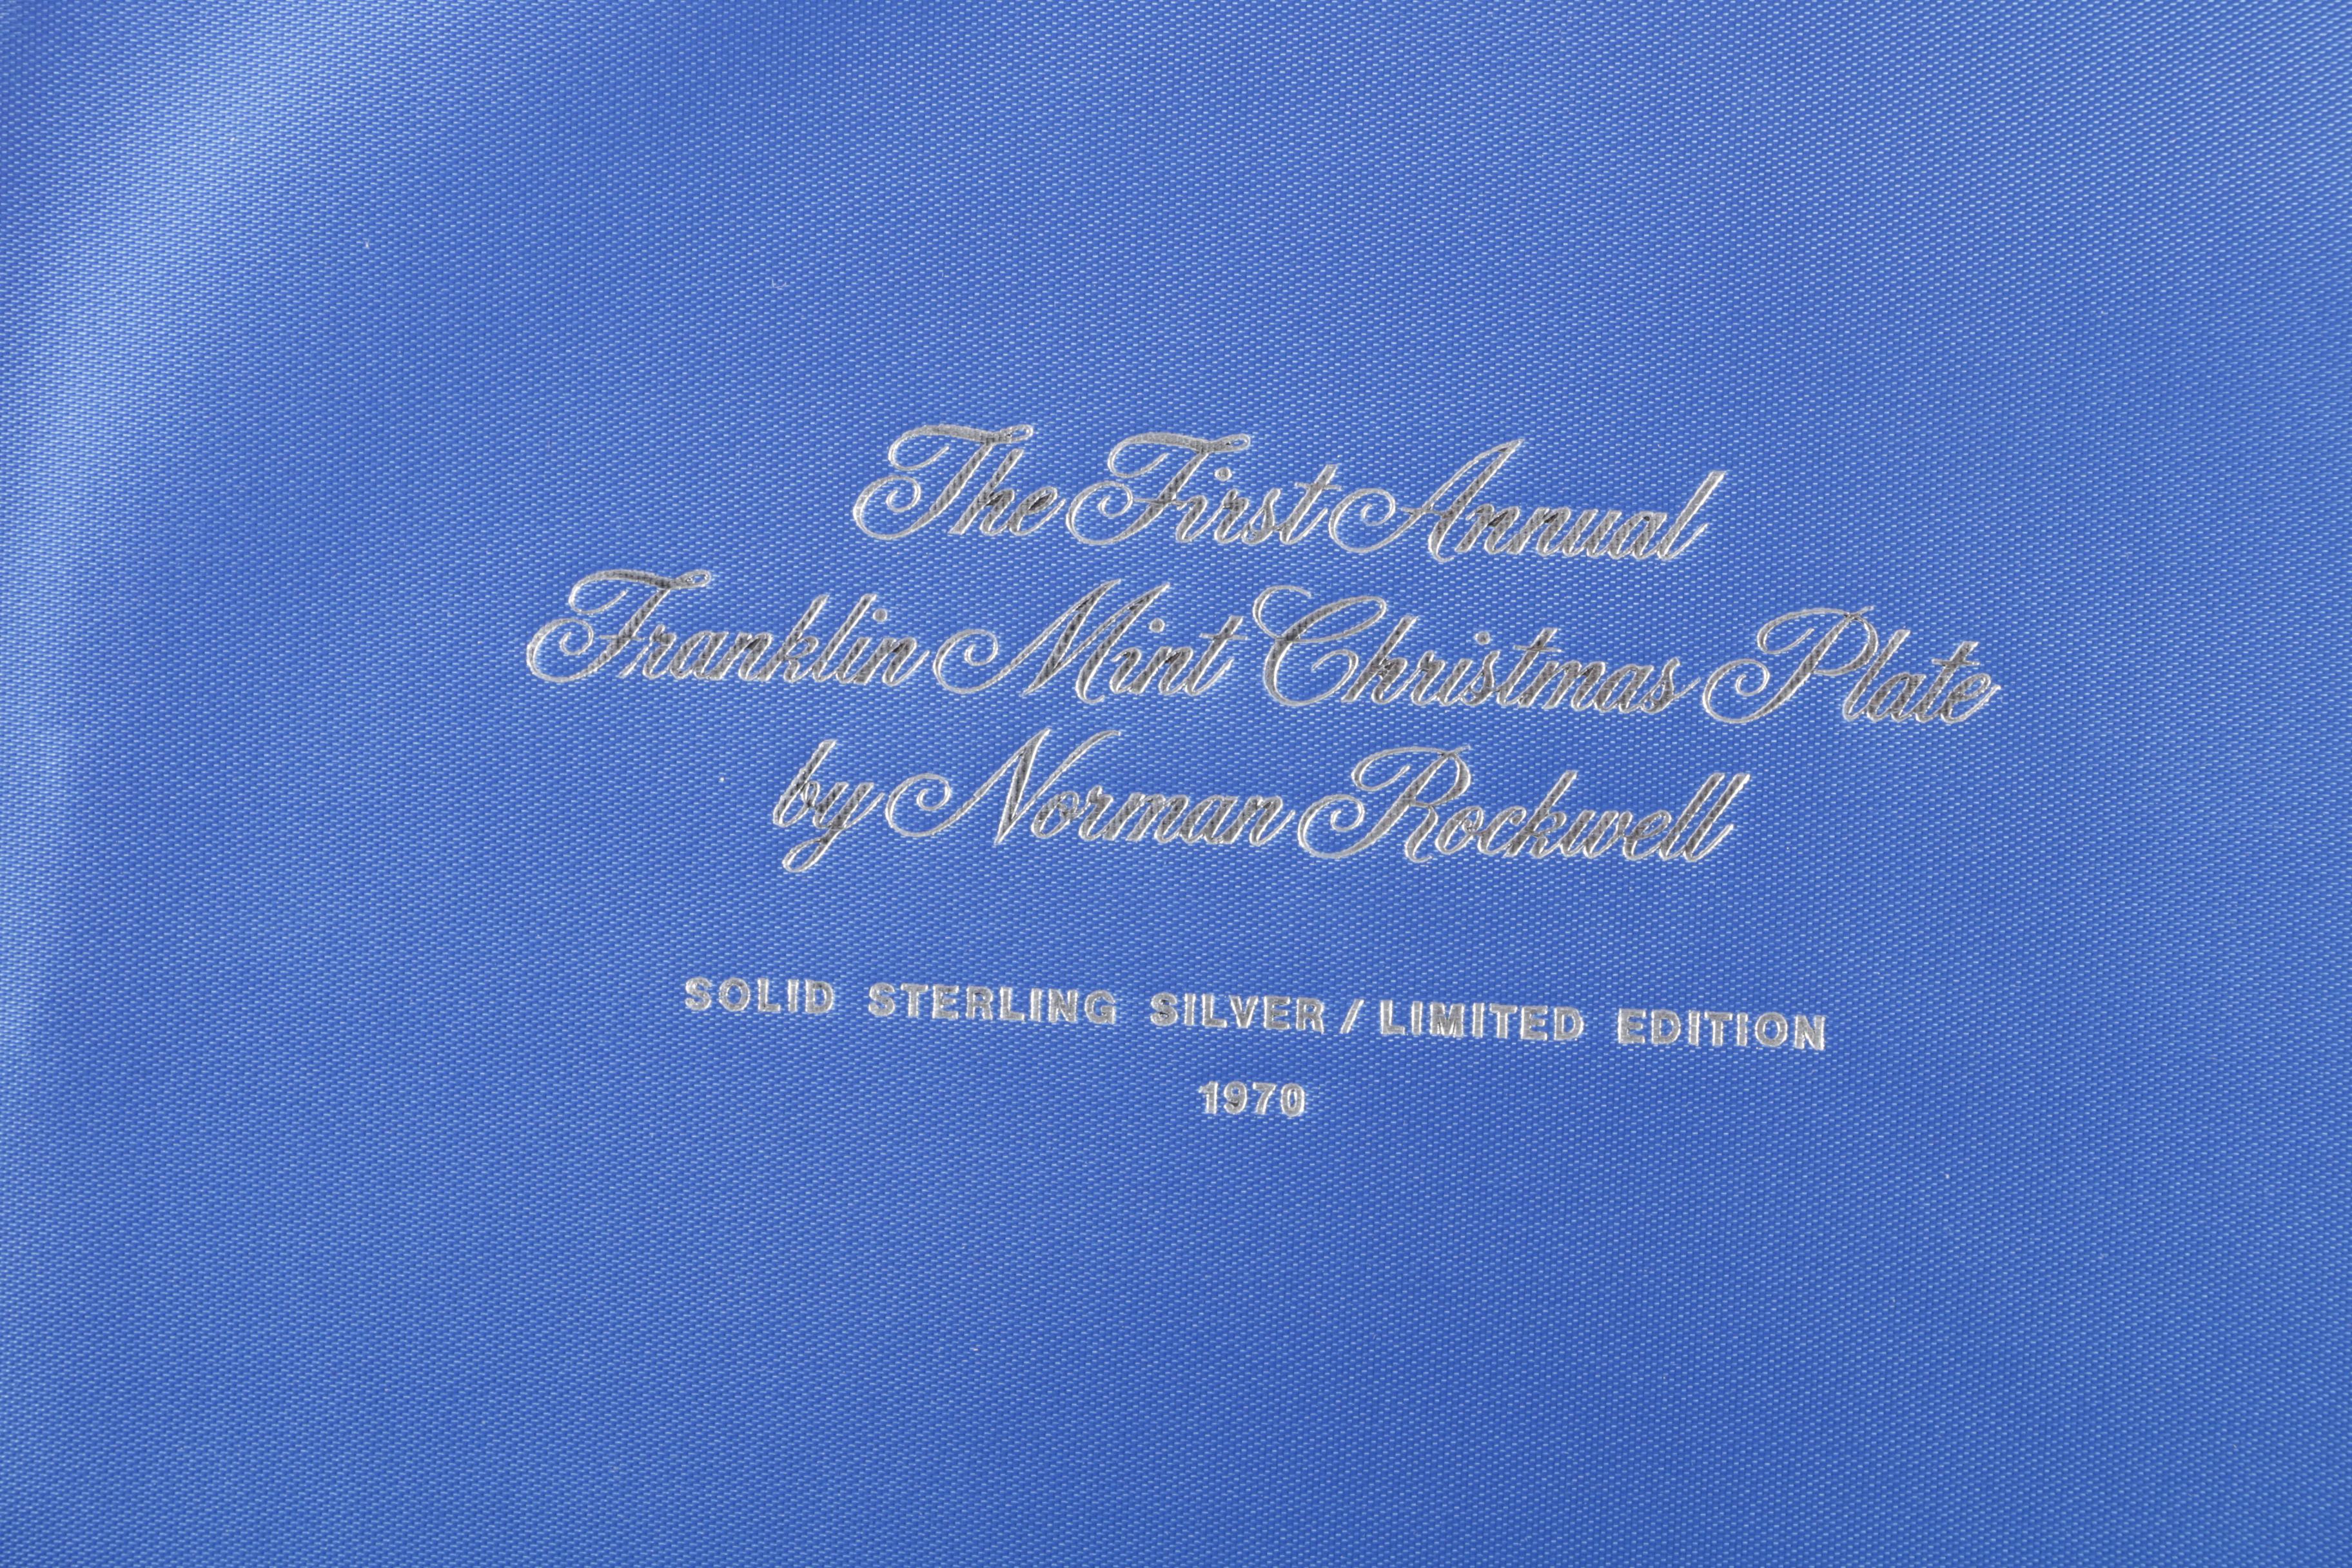 The First Annual
Franklin Mint Christmas Plate
by Norman Rockwell
SOLID STERLING SILVER / LIMITED EDITION
1970